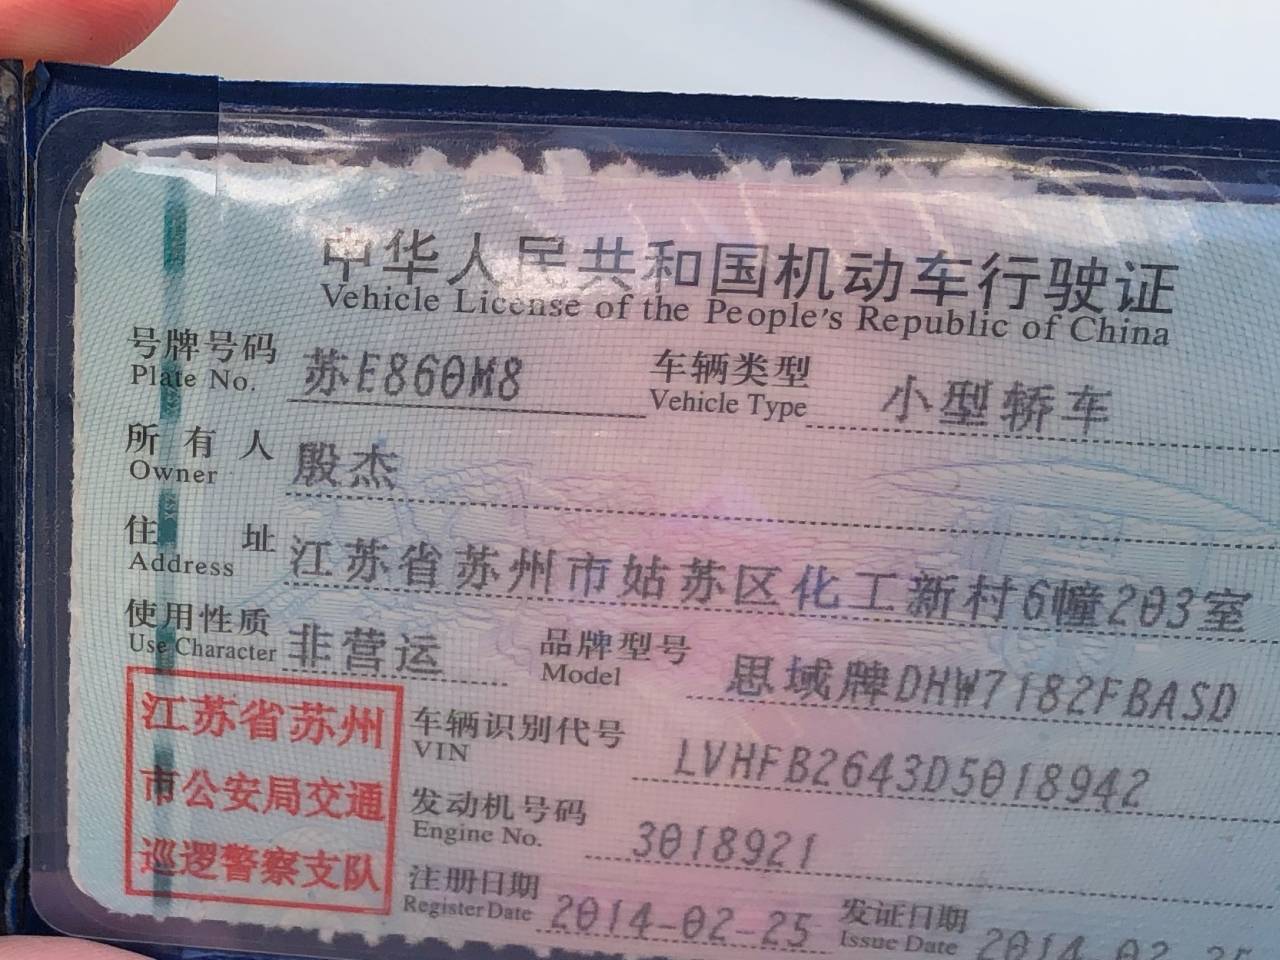 中华人民共和国机动车行驶证
Vehicle License of the People's Republic of China
号牌号码 苏E860M8 车辆类型 小型轿车
Plate No. Vehicle Type
所有人 殷杰
Owner
住址 江苏省苏州市姑苏区化工新村6幢203室
Address
使用性质 非营运 品牌型号 思域牌DHW7182FBASD
Use Character Model
江苏省苏州
市公安局交通
巡逻警察支队
车辆识别代号 LVHFB2643D5018942
VIN
发动机号码 3018921
Engine No.
注册日期 2014-02-25 发证日期 2014-02-25
Register Date Issue Date